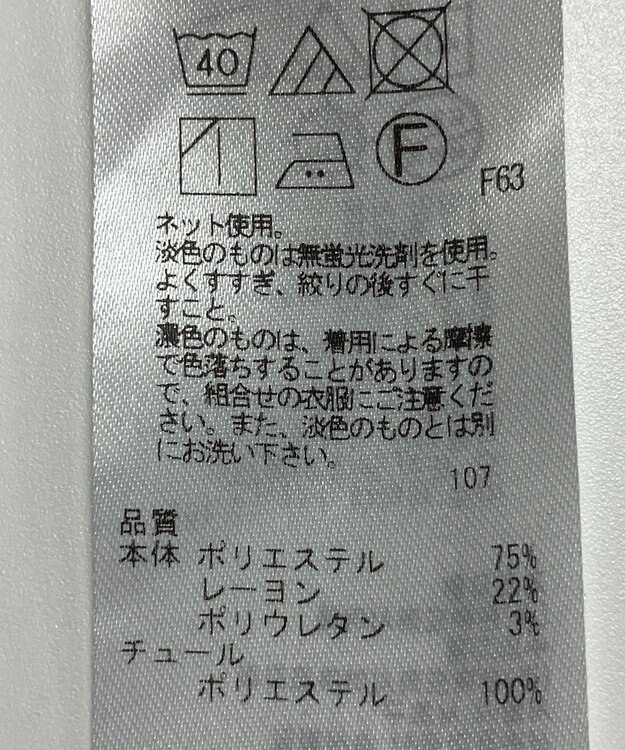 40
F
F63
ネット使用。
淡色のものは無蛍光洗剤を使用。
よくすすぎ、絞りの後すぐに干
すこと。
濃色のものは、着用による摩擦
で色落ちすることがありますの
で、組合せの衣服にご注意くだ
さい。また、淡色のものとは別
にお洗い下さい。
107
品質
本体 ポリエステル 75%
レーヨン 22%
ポリウレタン 3%
チュール
ポリエステル 100%